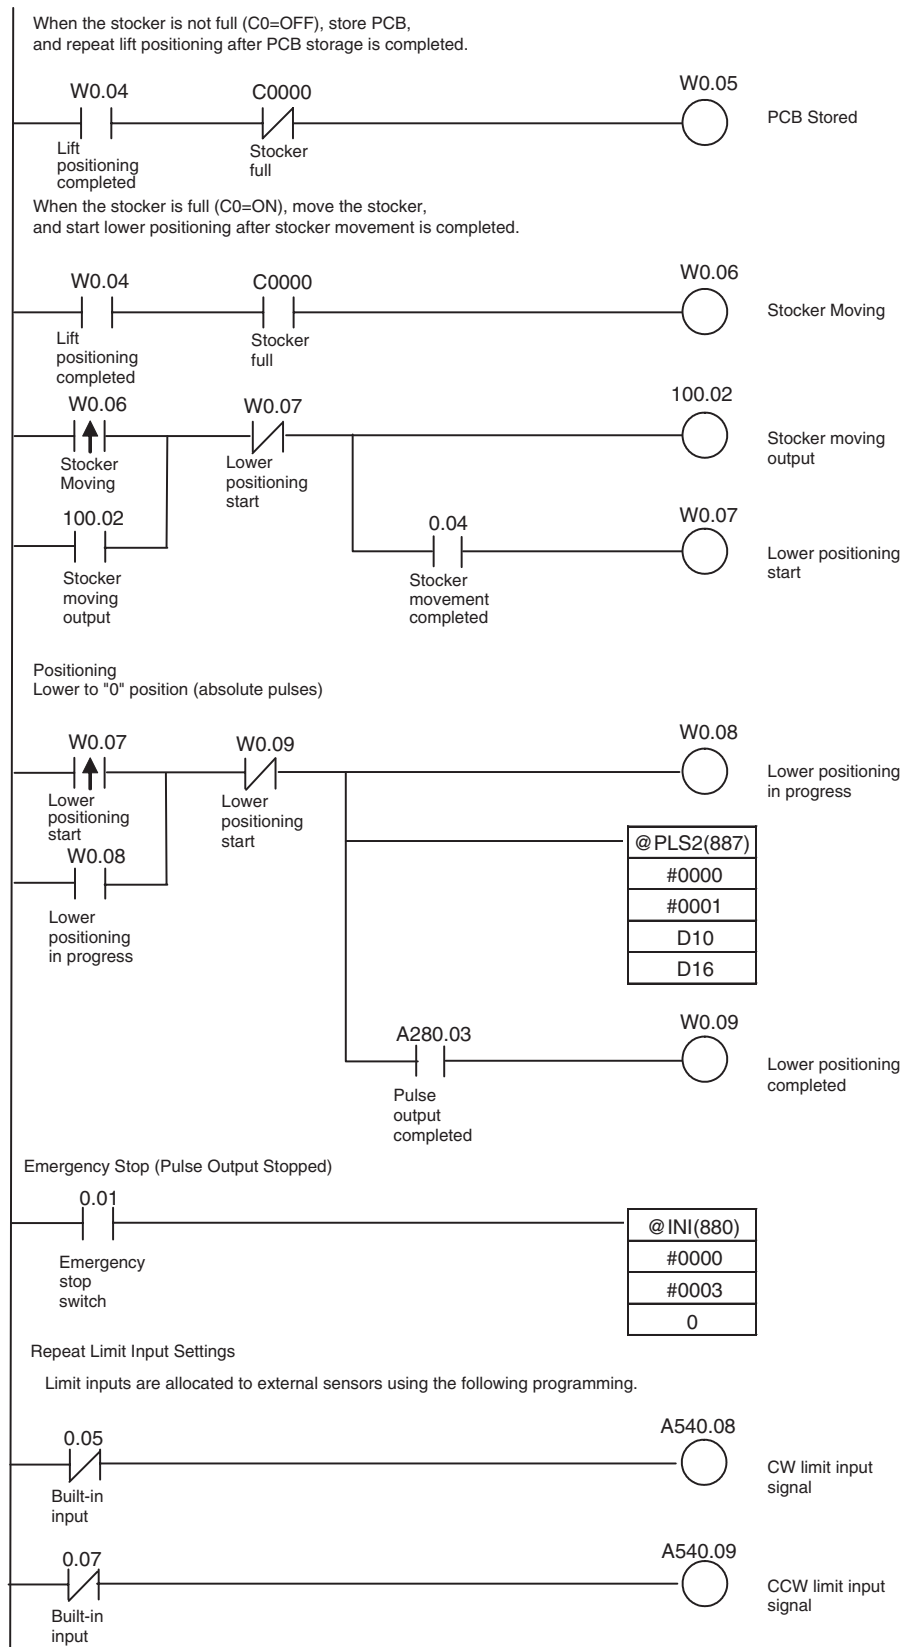 When the stocker is not full (C0=OFF), store PCB,
and repeat lift positioning after PCB storage is completed.
W0.04
C0000
W0.05
Lift
positioning
completed
Stocker
full
PCB Stored
When the stocker is full (C0=ON), move the stocker,
and start lower positioning after stocker movement is completed.
W0.04
C0000
W0.06
Lift
positioning
completed
Stocker
full
Stocker Moving
W0.06
W0.07
100.02
Stocker
Moving
Lower
positioning
start
Stocker moving
output
100.02
0.04
W0.07
Stocker
moving
output
Stocker
movement
completed
Lower positioning
start
Positioning
Lower to "0" position (absolute pulses)
W0.07
W0.09
W0.08
Lower
positioning
start
Lower
positioning
start
Lower positioning
in progress
W0.08
Lower
positioning
in progress
@PLS2(887)
#0000
#0001
D10
D16
A280.03
W0.09
Pulse
output
completed
Lower positioning
completed
Emergency Stop (Pulse Output Stopped)
0.01
Emergency
stop
switch
@INI(880)
#0000
#0003
0
Repeat Limit Input Settings
Limit inputs are allocated to external sensors using the following programming.
0.05
A540.08
Built-in
input
CW limit input
signal
0.07
A540.09
Built-in
input
CCW limit input
signal